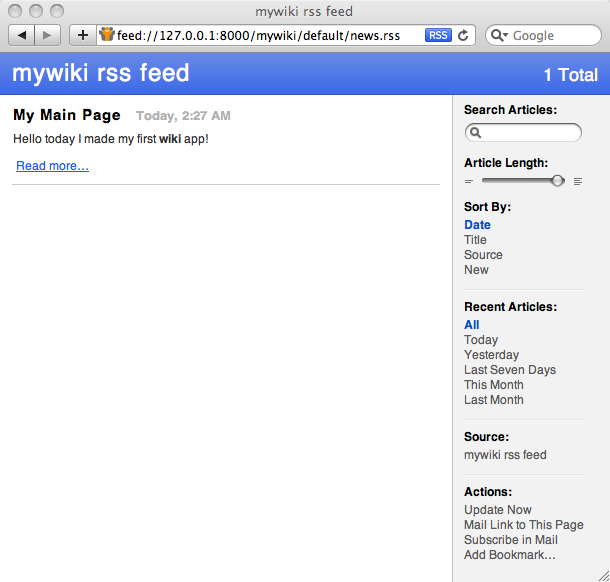 mywiki rss feed
feed://127.0.0.1:8000/mywiki/default/news.rss
RSS
Google
mywiki rss feed
1 Total
My Main Page Today, 2:27 AM
Hello today I made my first wiki app!
Read more…
Search Articles:
Article Length:
Sort By:
Date
Title
Source
New
Recent Articles:
All
Today
Yesterday
Last Seven Days
This Month
Last Month
Source:
mywiki rss feed
Actions:
Update Now
Mail Link to This Page
Subscribe in Mail
Add Bookmark…